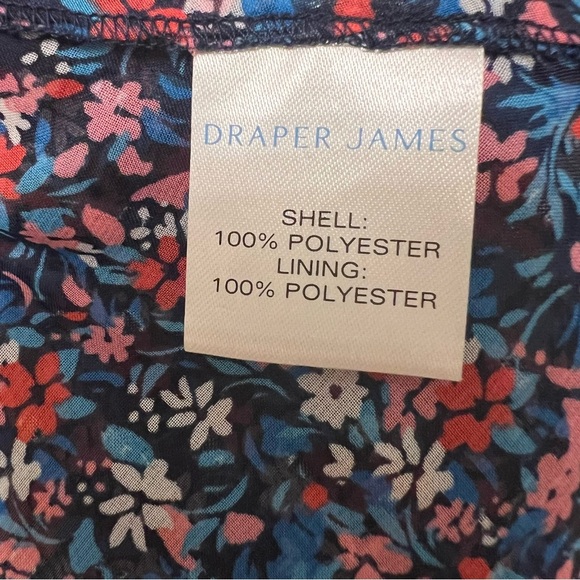 DRAPER JAMES
SHELL:
100% POLYESTER
LINING:
100% POLYESTER